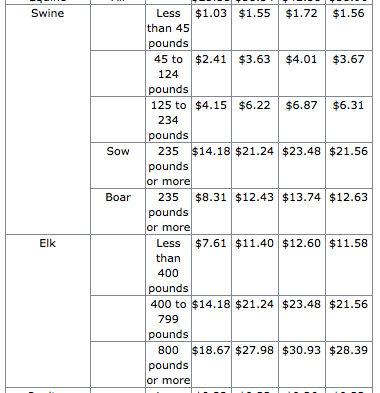 Swine Less than 45 pounds $1.03 $1.55 $1.72 $1.56
45 to 124 pounds $2.41 $3.63 $4.01 $3.67
125 to 234 pounds $4.15 $6.22 $6.87 $6.31
Sow 235 pounds or more $14.18 $21.24 $23.48 $21.56
Boar 235 pounds or more $8.31 $12.43 $13.74 $12.63
Elk Less than 400 pounds $7.61 $11.40 $12.60 $11.58
400 to 799 pounds $14.18 $21.24 $23.48 $21.56
800 pounds or more $18.67 $27.98 $30.93 $28.39